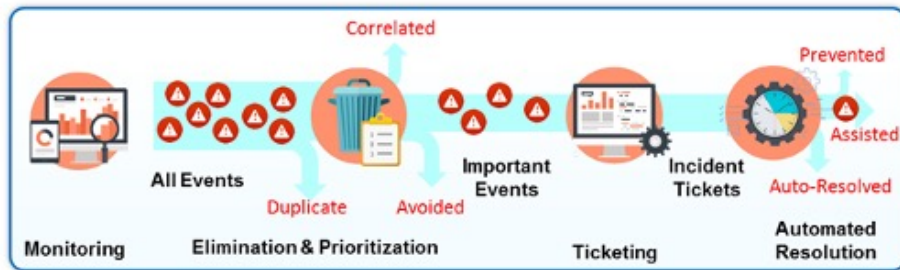 Correlated
Prevented
All Events
Important
Events
Incident
Tickets
Assisted
Duplicate
Avoided
Auto-Resolved
Monitoring
Elimination & Prioritization
Ticketing
Automated
Resolution